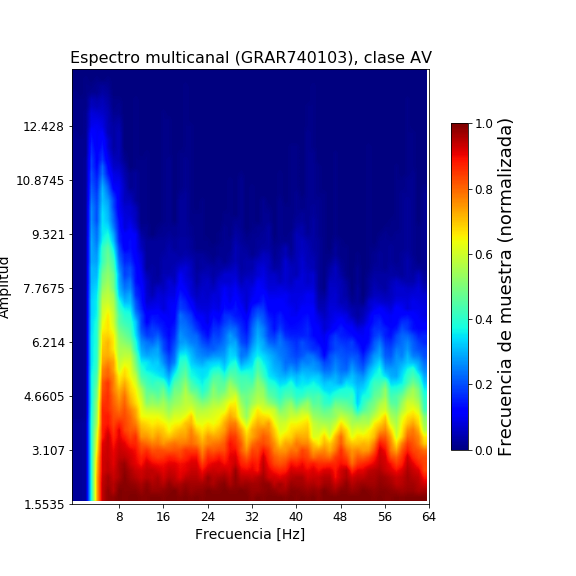 Espectro multicanal (GRAR740103), clase AV
Amplitud
12.428
10.8745
9.321
7.7675
6.214
4.6605
3.107
1.5535
8 16 24 32 40 48 56 64
Frecuencia [Hz]
1.0
0.8
0.6
0.4
0.2
0.0
Frecuencia de muestra (normalizada)